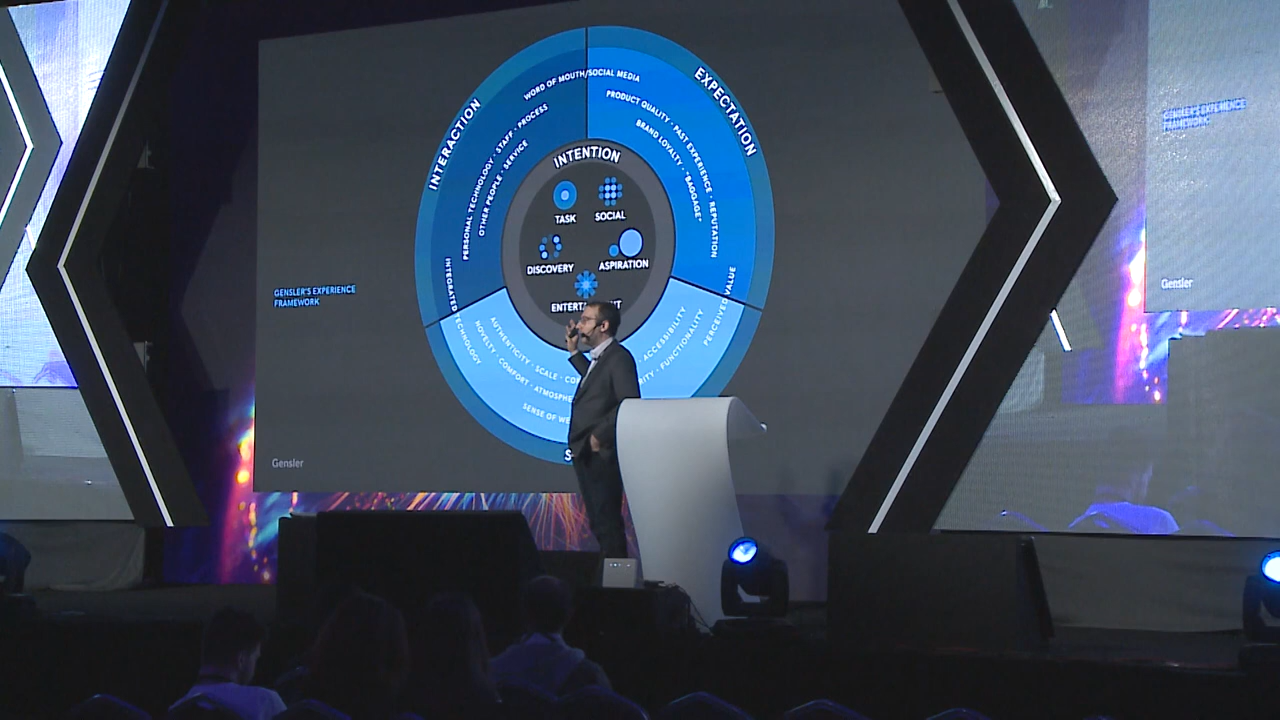 WORD OF MOUTH/SOCIAL MEDIA
INTERACTION
PERSONAL TECHNOLOGY · STAFF · PROCESS
OTHER PEOPLE · SERVICE
EXPECTATION
PRODUCT QUALITY · PAST EXPERIENCE · REPUTATION
BRAND LOYALTY · "BAGGAGE"
INTENTION
TASK
SOCIAL
DISCOVERY
ASPIRATION
GENSLER'S EXPERIENCE
FRAMEWORK
INTEGRATED TECHNOLOGY
PERCEIVED VALUE
AUTHENTICITY · SCALE
ACCESSIBILITY
NOVELTY · COMFORT
FUNCTIONALITY
SENSE OF
Gensler
GENSLER'S EXPERIENCE
FRAMEWORK
Gensler